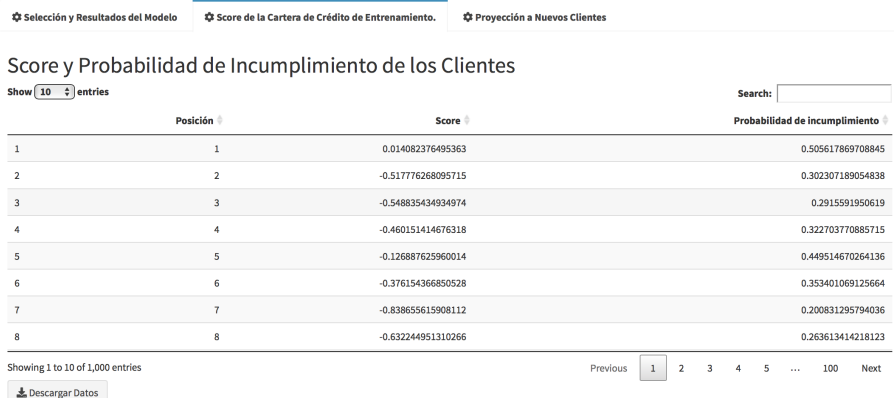 Selección y Resultados del Modelo Score de la Cartera de Crédito de Entrenamiento. Proyección a Nuevos Clientes
Score y Probabilidad de Incumplimiento de los Clientes
Show 10 entries Search:
Posición Score Probabilidad de incumplimiento
1 1 0.014082376495363 0.505617869708845
2 2 -0.517776268095715 0.302307189054838
3 3 -0.548835434934974 0.2915591950619
4 4 -0.460151414676318 0.322703770885715
5 5 -0.126887625960014 0.449514670264136
6 6 -0.376154366850528 0.353401069125664
7 7 -0.838655615908112 0.200831295794036
8 8 -0.632244951310266 0.263613414218123
Showing 1 to 10 of 1,000 entries Previous 1 2 3 4 5 ... 100 Next
Descargar Datos